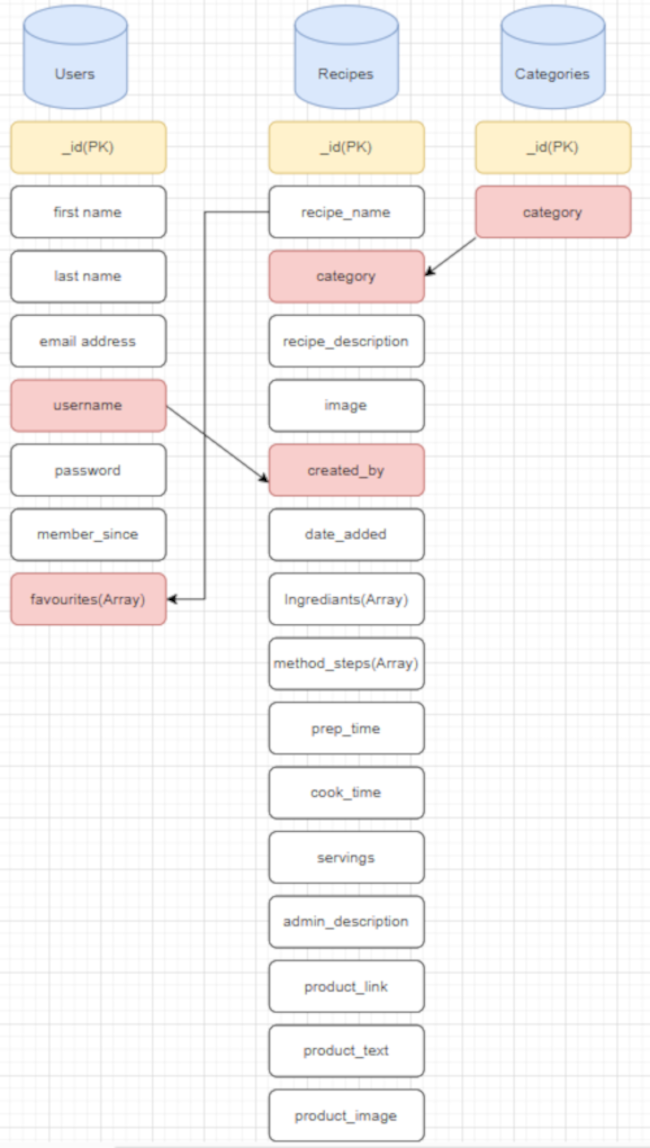 Users
_id(PK)
first name
last name
email address
username
password
member_since
favourites(Array)
Recipes
_id(PK)
recipe_name
category
recipe_description
image
created_by
date_added
Ingrediants(Array)
method_steps(Array)
prep_time
cook_time
servings
admin_description
product_link
product_text
product_image
Categories
_id(PK)
category